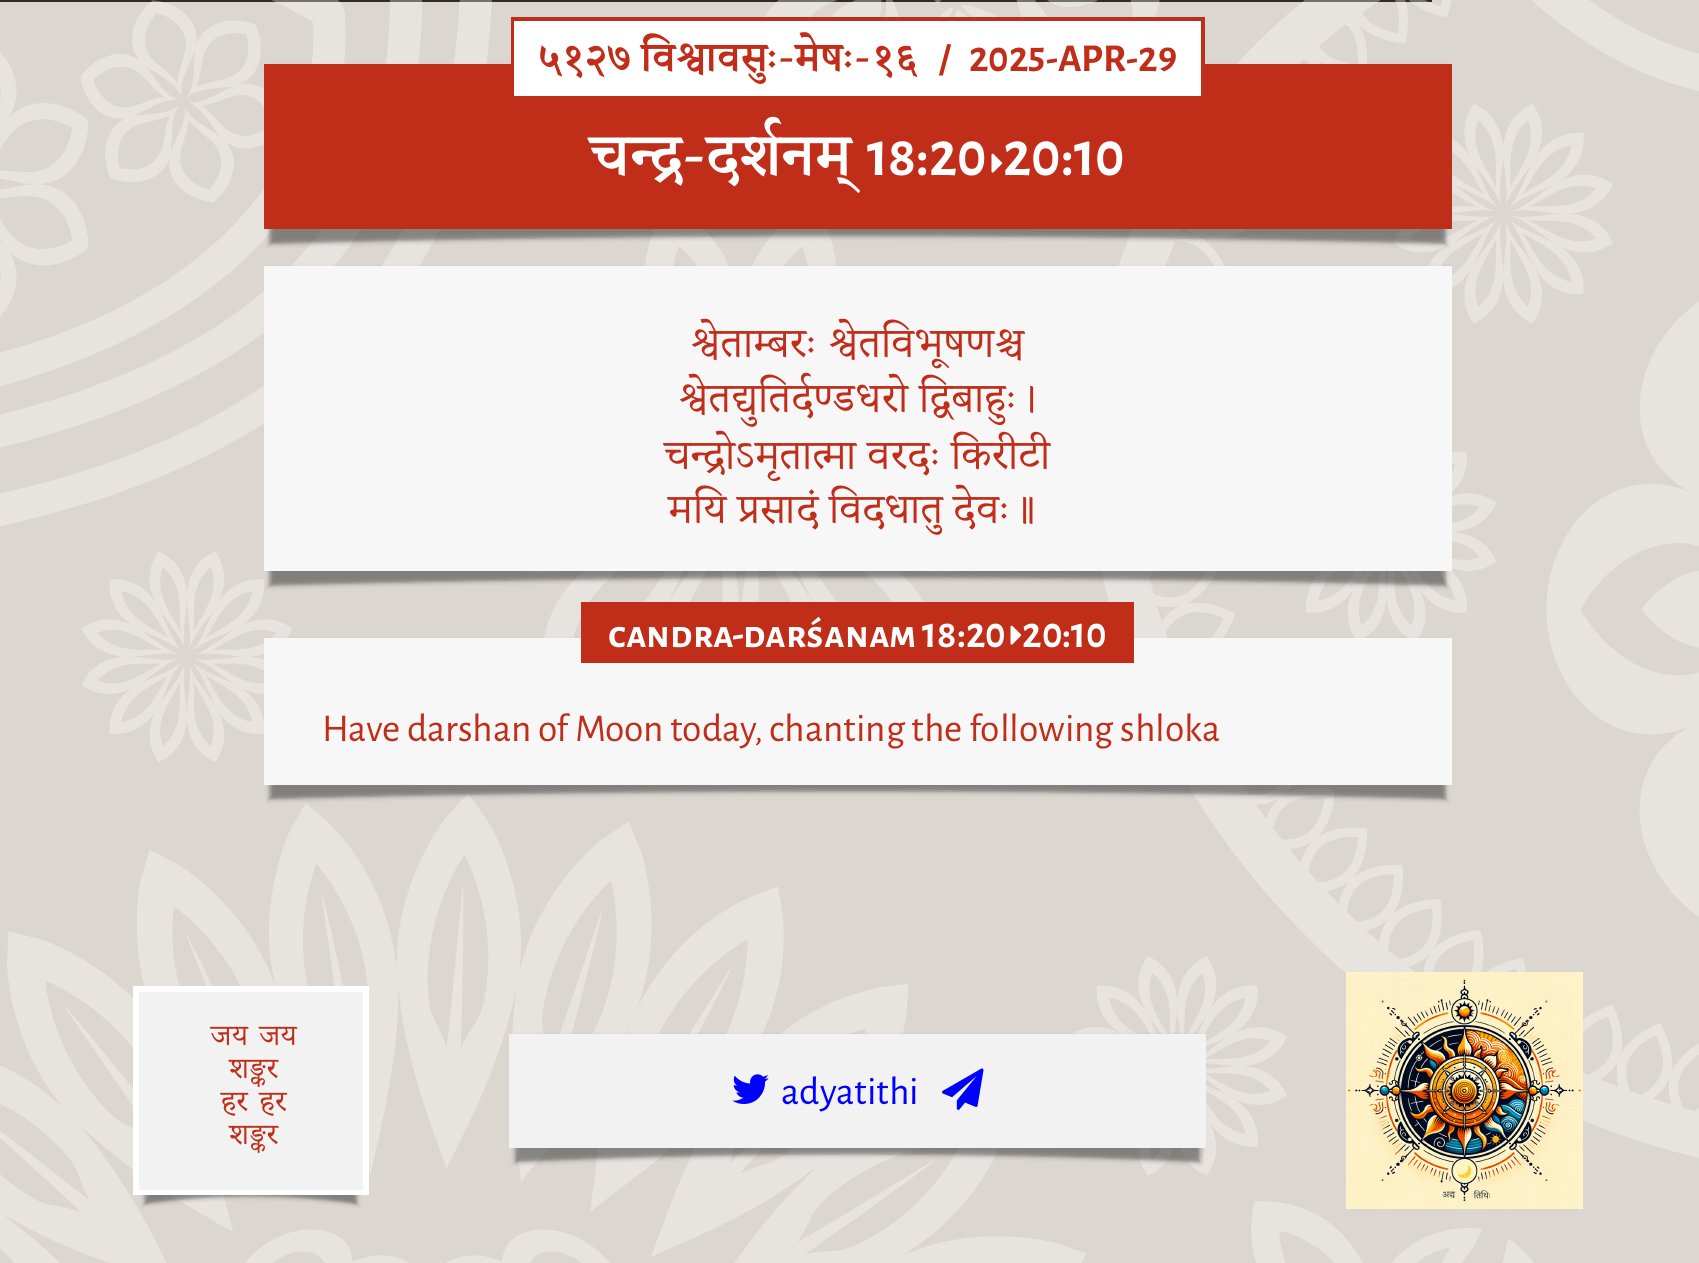 ५१२७ विश्वावसुः-मेषः-१६ / 2025-APR-29
चन्द्र-दर्शनम् 18:20▸20:10
श्वेताम्बरः श्वेतविभूषणश्च
श्वेतद्युतिर्दण्डधरो द्विबाहुः ।
चन्द्रोऽमृतात्मा वरदः किरीटी
मयि प्रसादं विदधातु देवः ॥
CANDRA-DARŚANAM 18:20▸20:10
Have darshan of Moon today, chanting the following shloka
जय जय
शङ्कर
हर हर
शङ्कर
adyatithi
अद्य तिथिः